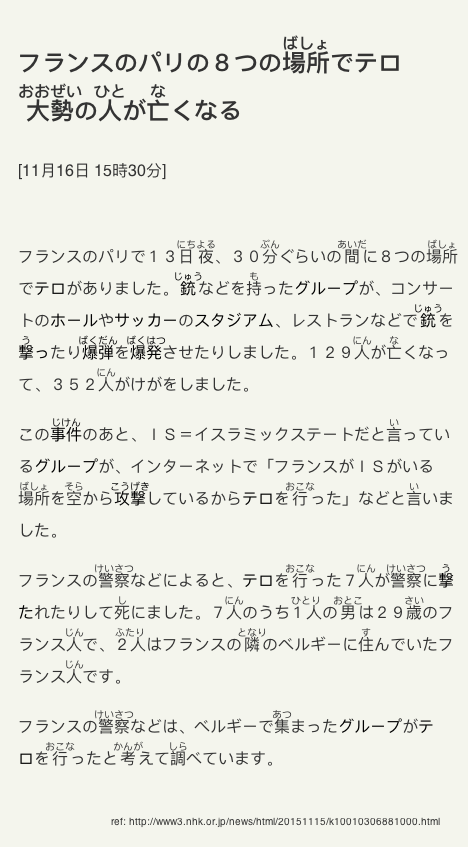 フランスのパリの８つの場所でテロ
大勢の人が亡くなる
[11月16日 15時30分]
フランスのパリで１３日夜、３０分ぐらいの間に８つの場所
でテロがありました。銃などを持ったグループが、コンサー
トのホールやサッカーのスタジアム、レストランなどで銃を
撃ったり爆弾を爆発させたりしました。１２９人が亡くなっ
て、３５２人がけがをしました。
この事件のあと、ＩＳ＝イスラミックステートだと言ってい
るグループが、インターネットで「フランスがＩＳがいる
場所を空から攻撃しているからテロを行った」などと言いま
した。
フランスの警察などによると、テロを行った７人が警察に撃
たれたりして死にました。７人のうち１人の男は２９歳のフ
ランス人で、２人はフランスの隣のベルギーに住んでいたフ
ランス人です。
フランスの警察などは、ベルギーで集まったグループがテ
ロを行ったと考えて調べています。
ref: http://www3.nhk.or.jp/news/html/20151115/k10010306881000.html